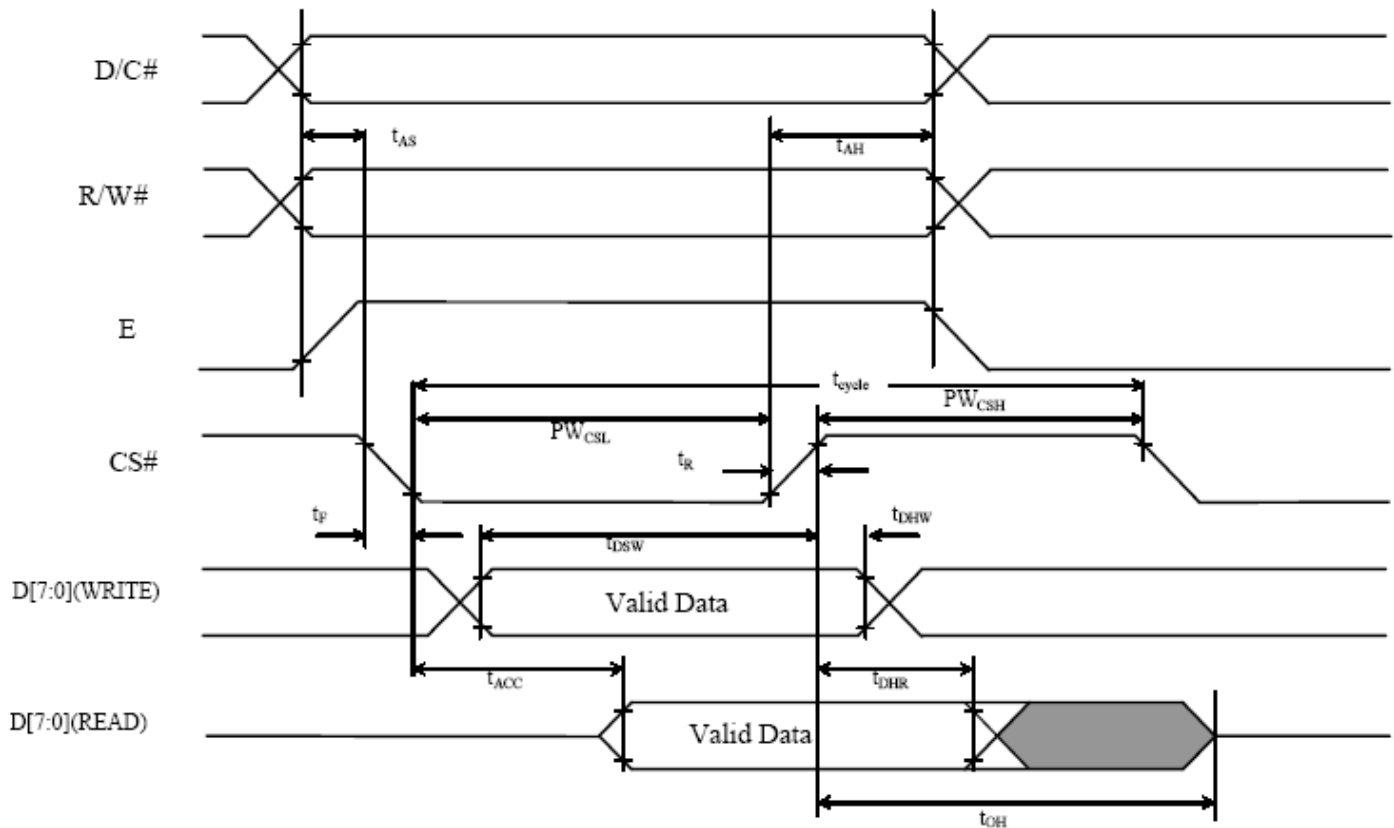 D/C#
tAS
tAH
R/W#
E
tcycle
PWCSH
PWCSL
CS#
tR
tF
tDHW
tDSW
D[7:0](WRITE)
Valid Data
tACC
tDHR
D[7:0](READ)
Valid Data
tOH